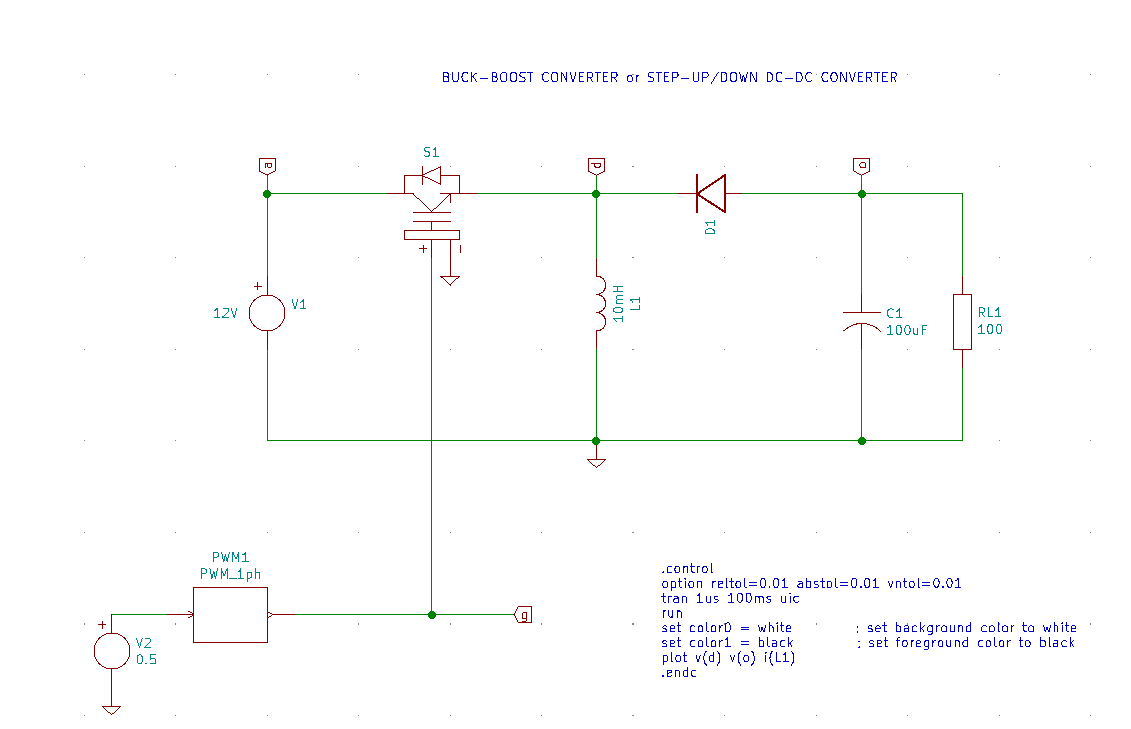 BUCK-BOOST CONVERTER or STEP-UP/DOWN DC-DC CONVERTER
a
S1
d
o
D1
+
-
+
12V
V1
10mH
L1
C1
100uF
RL1
100
PWM1
PWM_1ph
g
+
V2
0.5
.control
option reltol=0.01 abstol=0.01 vntol=0.01
tran 1us 100ms uic
run
set color0 = white ; set background color to white
set color1 = black ; set foreground color to black
plot v(d) v(o) i(L1)
.endc